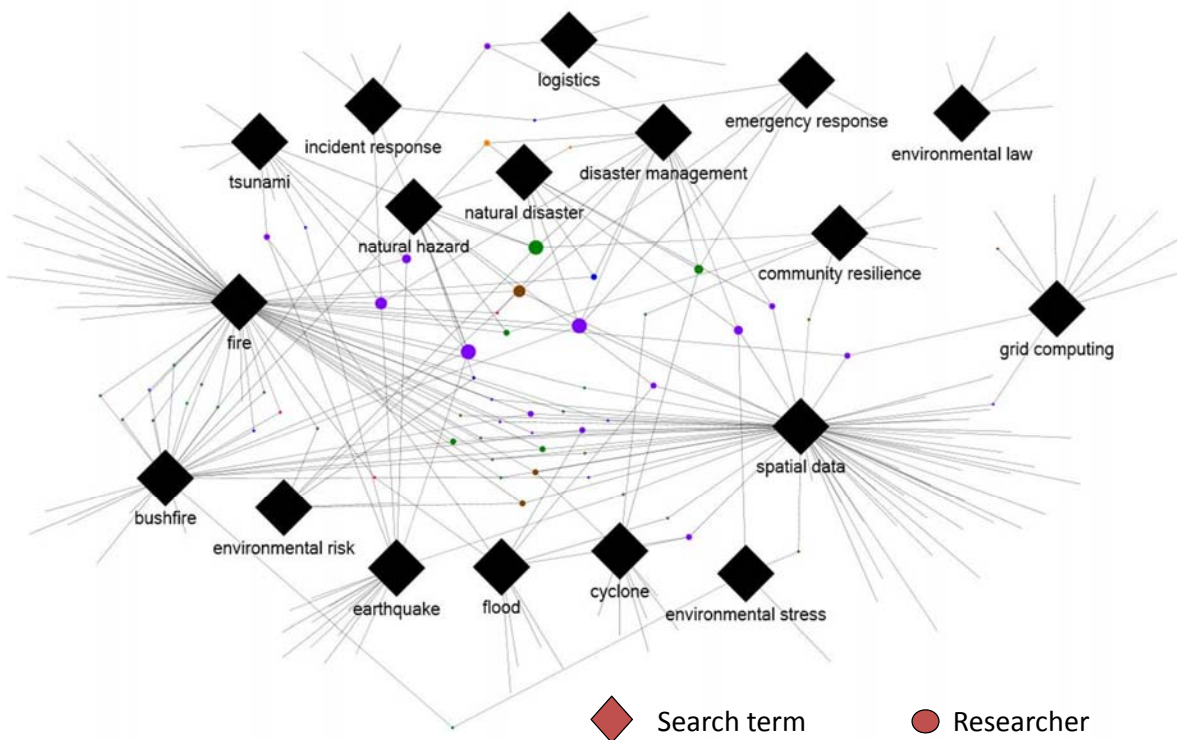 logistics
emergency response
incident response
environmental law
disaster management
tsunami
natural disaster
natural hazard
community resilience
fire
grid computing
spatial data
bushfire
environmental risk
cyclone
earthquake
flood
environmental stress
Search term
Researcher